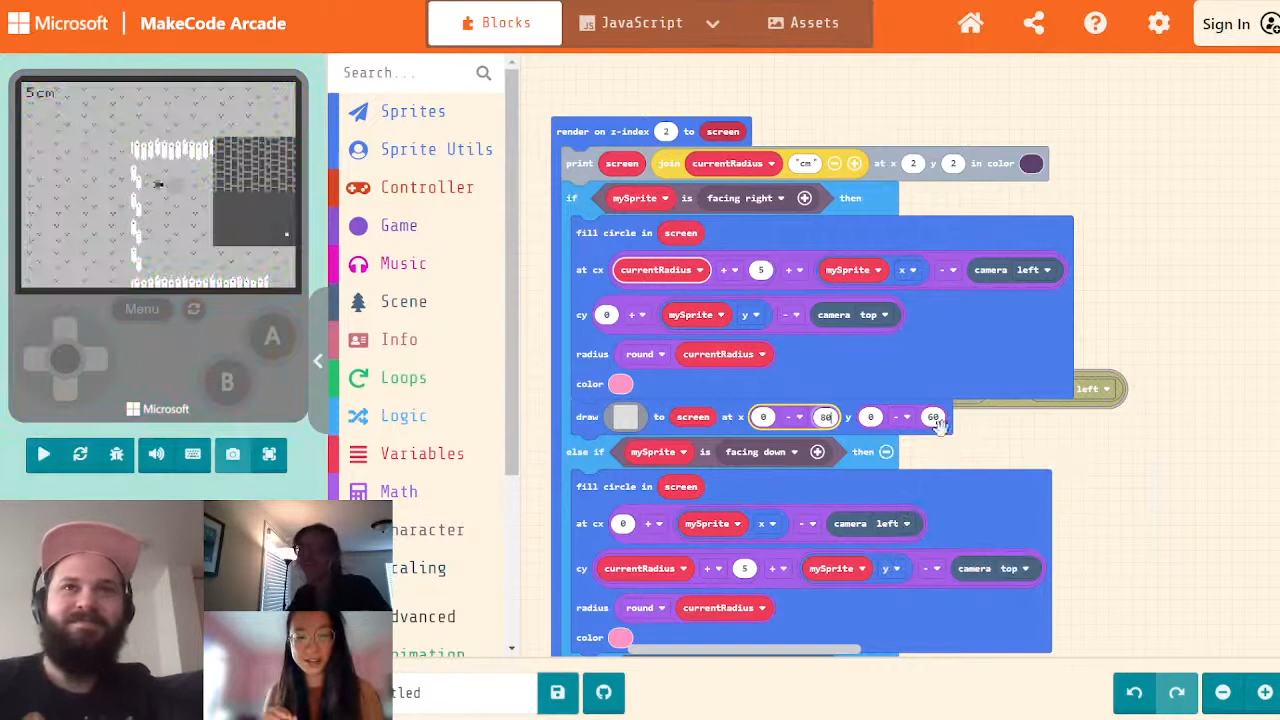 Microsoft
MakeCode Arcade
Blocks
JavaScript
Assets
Sign In
5cm
Menu
A
B
Microsoft
Search...
Sprites
Sprite Utils
Controller
Game
Music
Scene
Info
Loops
Logic
Variables
Math
haracter
caling
dvanced
render on z-index 2 to screen
print screen join currentRadius "cm" at x 2 y 2 in color
if mySprite is facing right then
fill circle in screen
at cx currentRadius + 5 + mySprite x - camera left
cy 0 + mySprite y - camera top
radius round currentRadius
color
left
draw to screen at x 0 - 80 y 0 - 60
else if mySprite is facing down then
fill circle in screen
at cx 0 + mySprite x - camera left
cy currentRadius + 5 + mySprite y - camera top
radius round currentRadius
color
tled